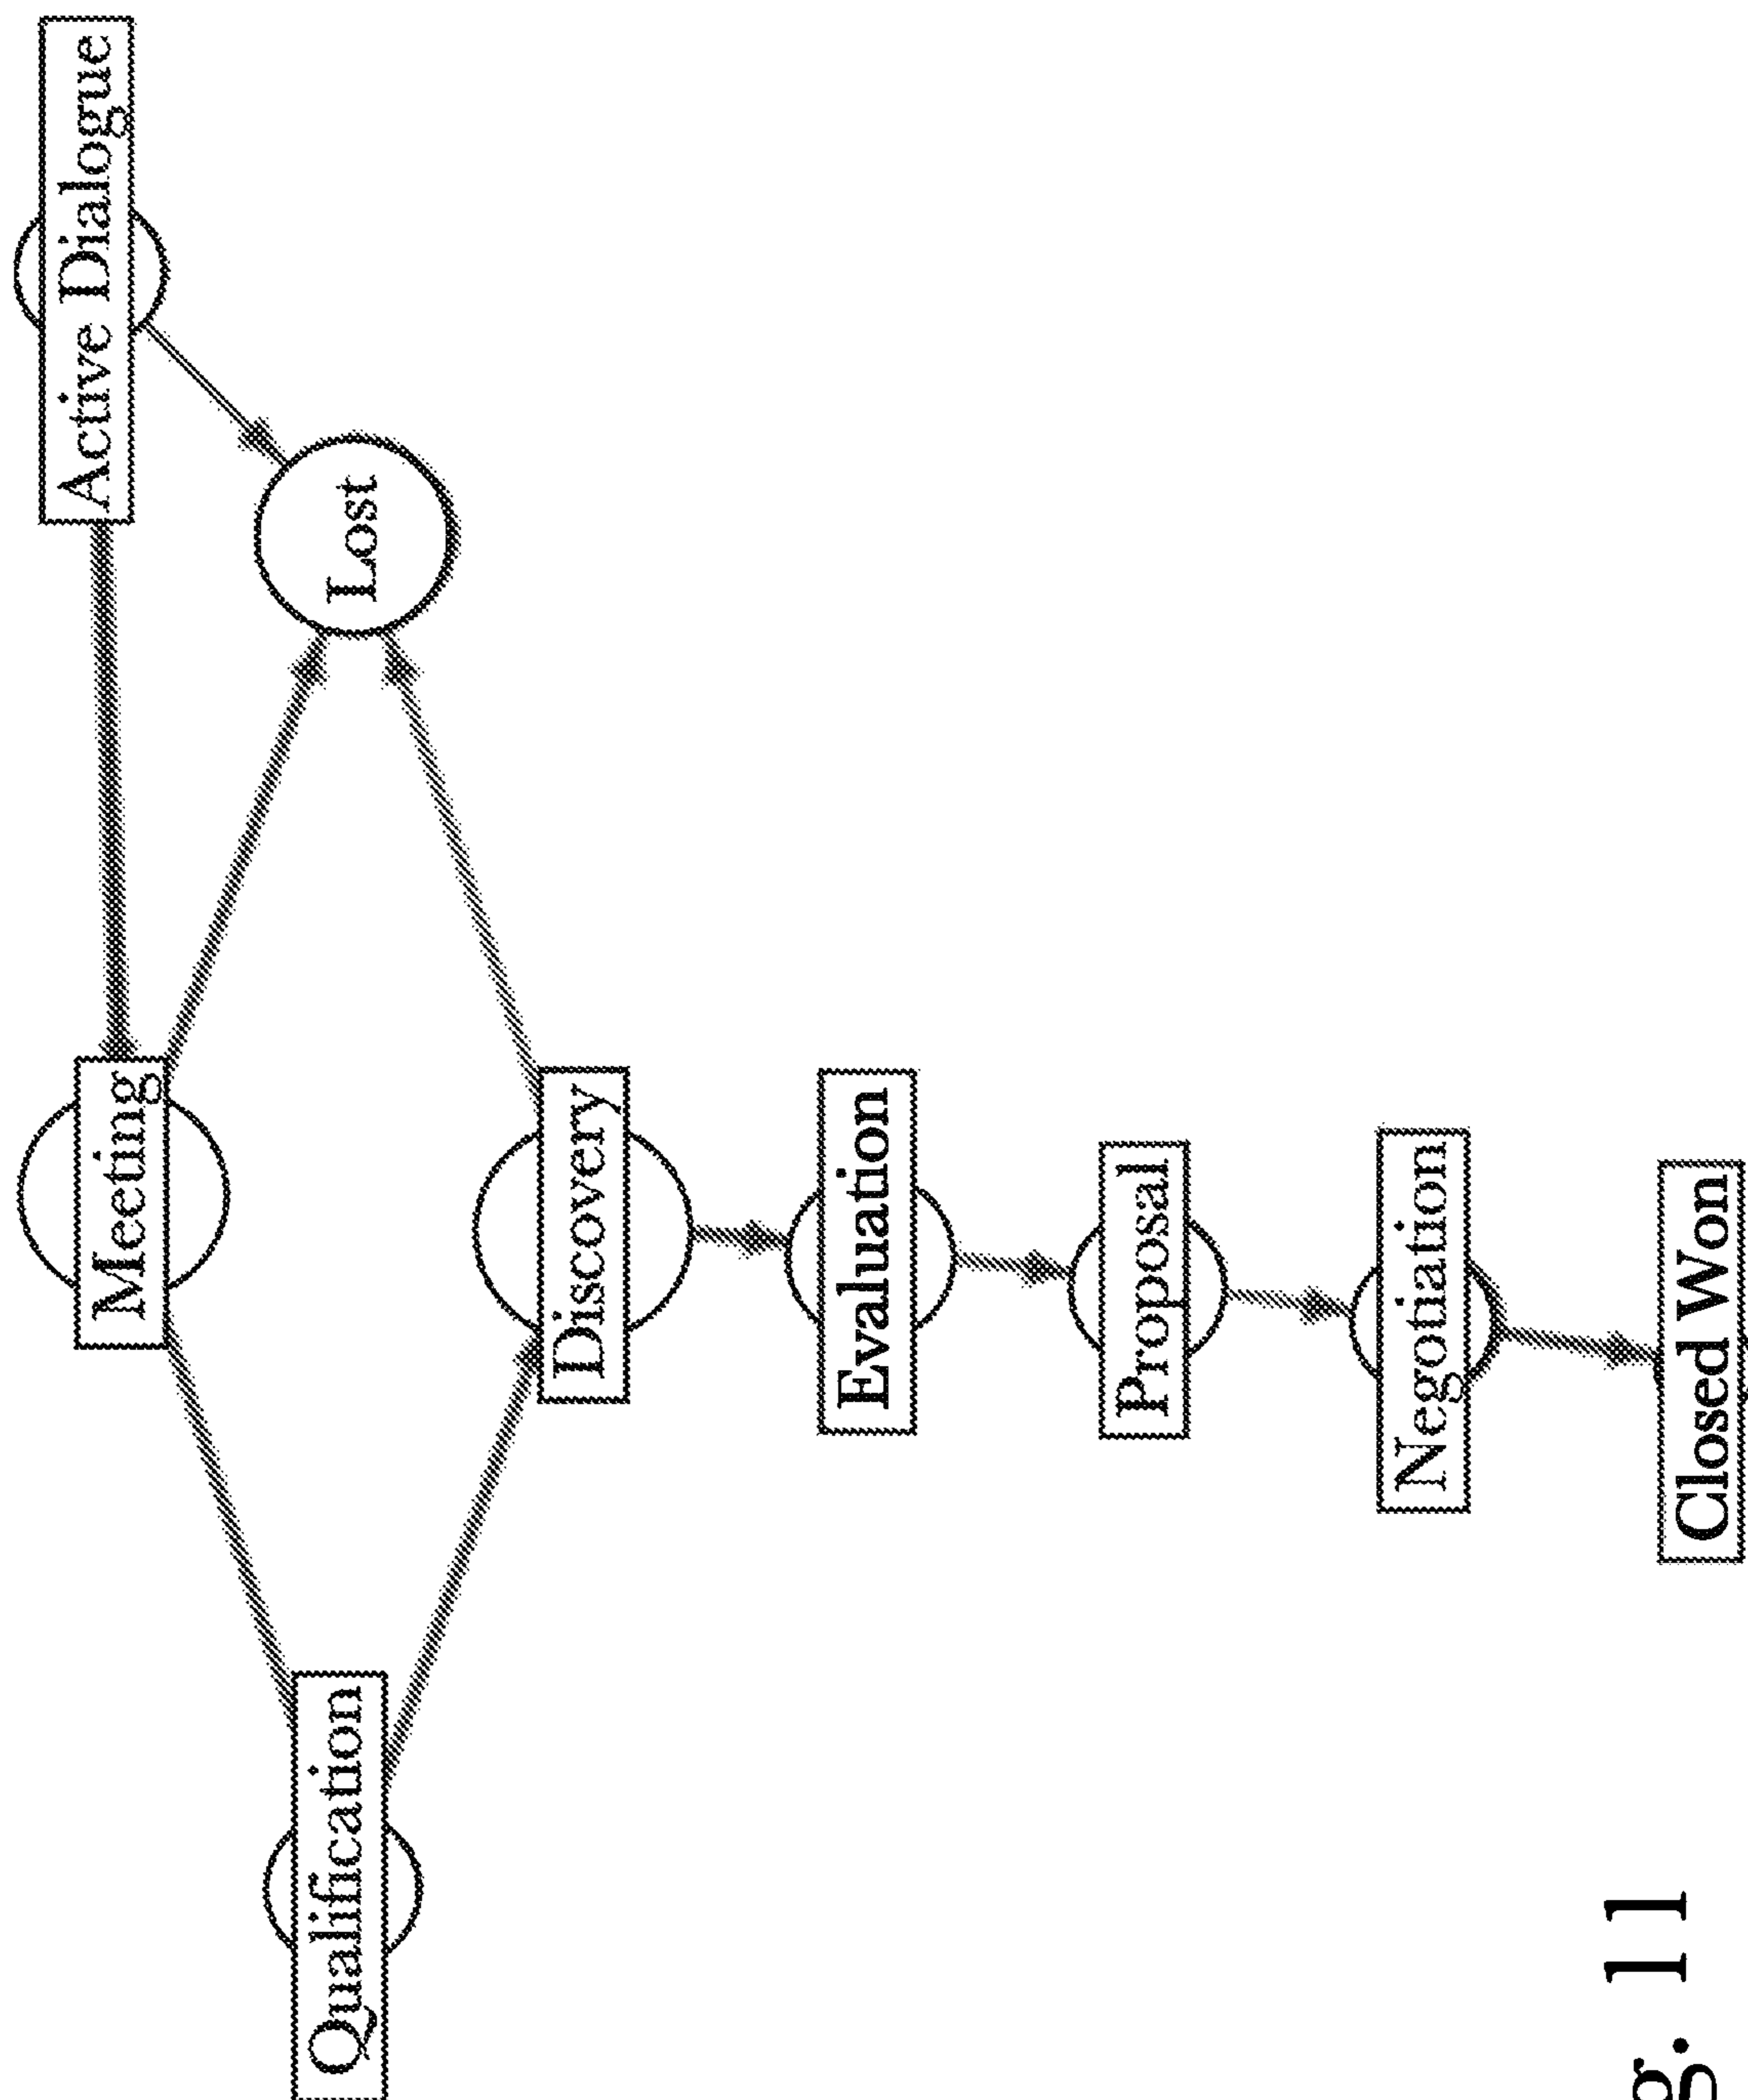 Active Dialogue
Lost
Meeting
Discovery
Evaluation
Proposal
Negotiation
Closed Won
Qualification
g. 11